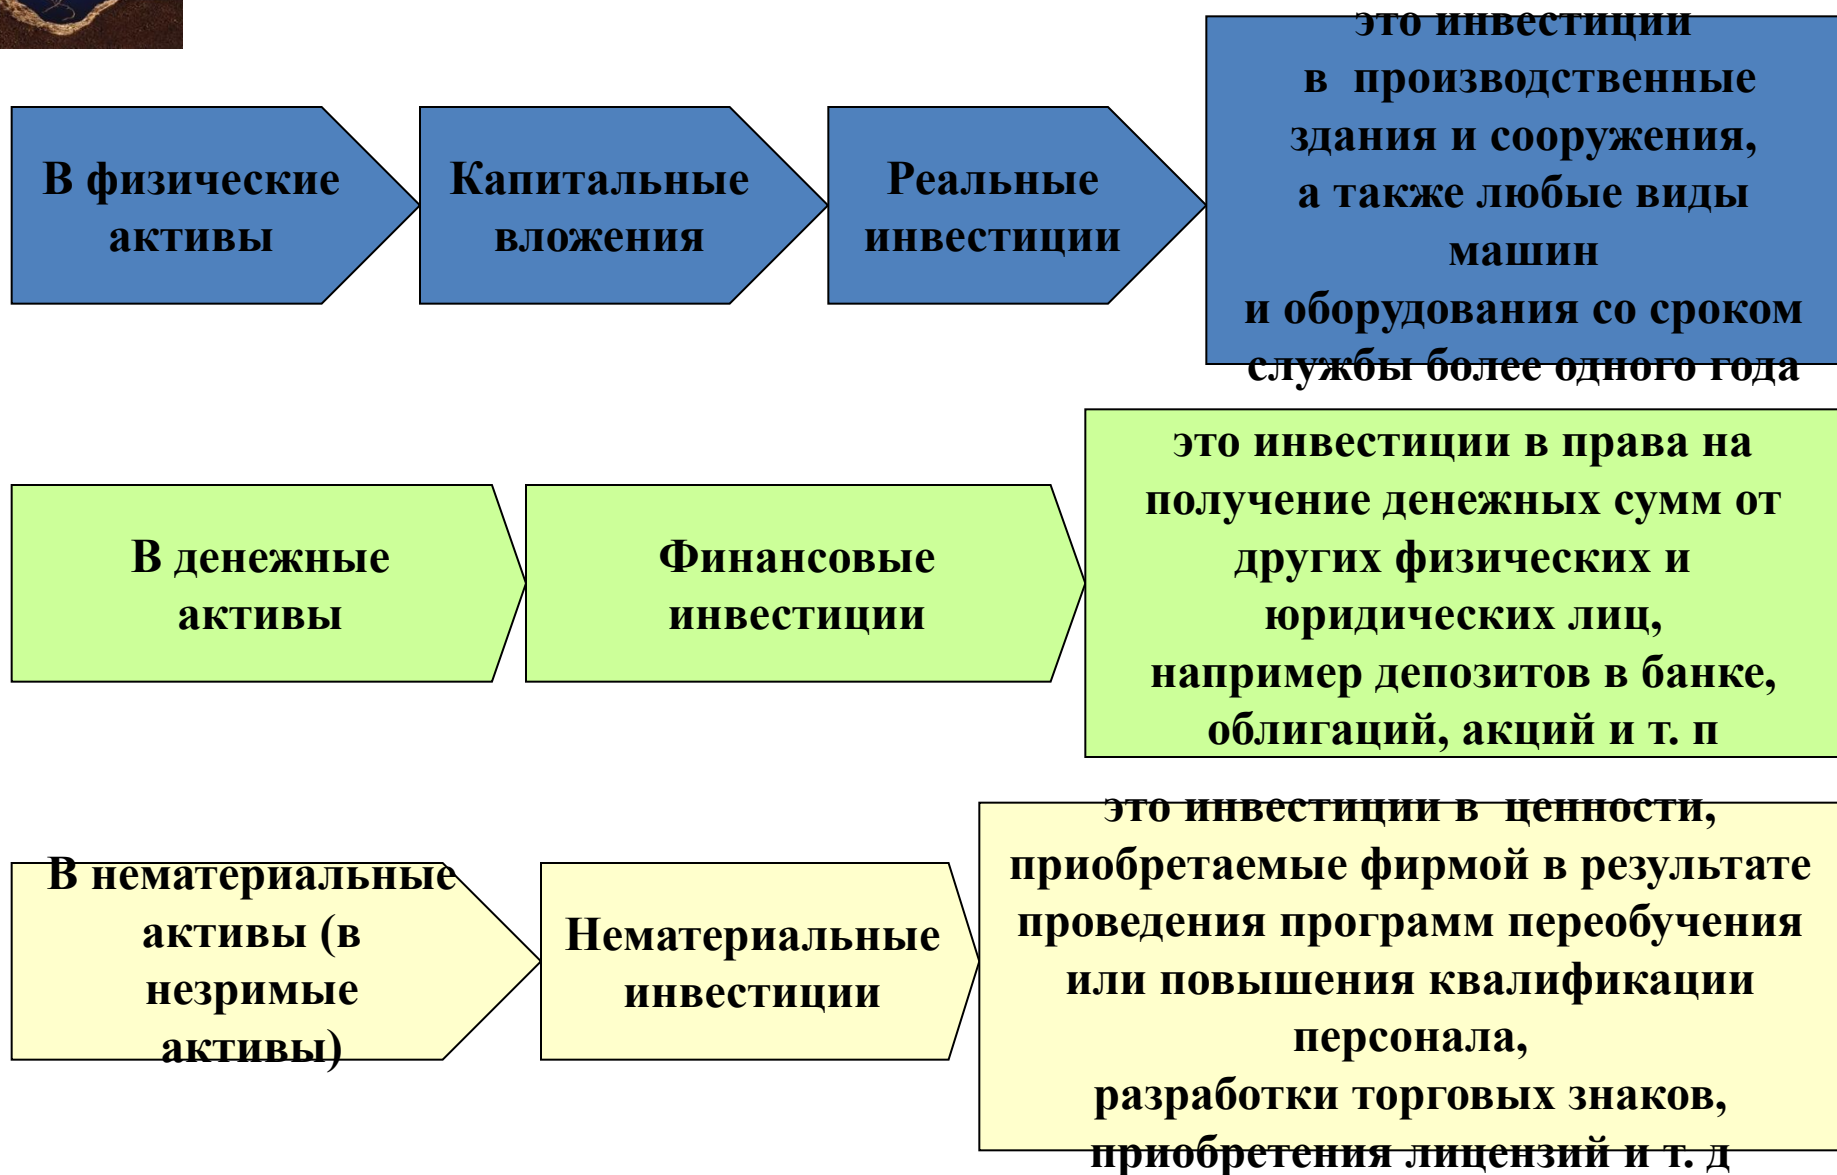 В физические
активы
Капитальные
вложения
Реальные
инвестиции
это инвестиции
в  производственные
здания и сооружения,
а также любые виды
машин
и оборудования со сроком
службы более одного года
В денежные
активы
Финансовые
инвестиции
это инвестиции в права на
получение денежных сумм от
других физических и
юридических лиц,
например депозитов в банке,
облигаций, акций и т. п
В нематериальные
активы (в
незримые
активы)
Нематериальные
инвестиции
это инвестиции в  ценности,
приобретаемые фирмой в результате
проведения программ переобучения
или повышения квалификации
персонала,
разработки торговых знаков,
приобретения лицензий и т. д